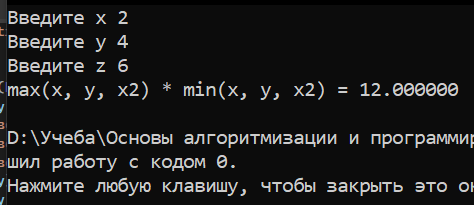 Введите x 2
Введите y 4
Введите z 6
max(x, y, x2) * min(x, y, x2) = 12.000000
D:\Учеба\Основы алгоритмизации и программир
шил работу с кодом 0.
Нажмите любую клавишу, чтобы закрыть это ок